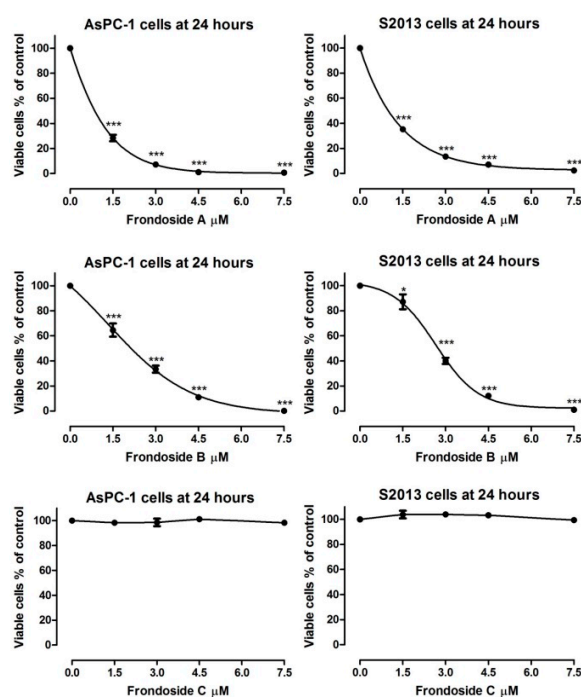 AsPC-1 cells at 24 hours
Viable cells % of control
100
80
60
40
20
0
***
***
***
***
0.0 1.5 3.0 4.5 6.0 7.5
Frondoside A μM
S2013 cells at 24 hours
Viable cells % of control
100
80
60
40
20
0
***
***
***
***
0.0 1.5 3.0 4.5 6.0 7.5
Frondoside A μM
AsPC-1 cells at 24 hours
Viable cells % of control
100
80
60
40
20
0
***
***
***
***
0.0 1.5 3.0 4.5 6.0 7.5
Frondoside B μM
S2013 cells at 24 hours
Viable cells % of control
100
80
60
40
20
0
*
***
***
***
0.0 1.5 3.0 4.5 6.0 7.5
Frondoside B μM
AsPC-1 cells at 24 hours
Viable cells % of control
100
80
60
40
20
0
0.0 1.5 3.0 4.5 6.0 7.5
Frondoside C μM
S2013 cells at 24 hours
Viable cells % of control
100
80
60
40
20
0
0.0 1.5 3.0 4.5 6.0 7.5
Frondoside C μM